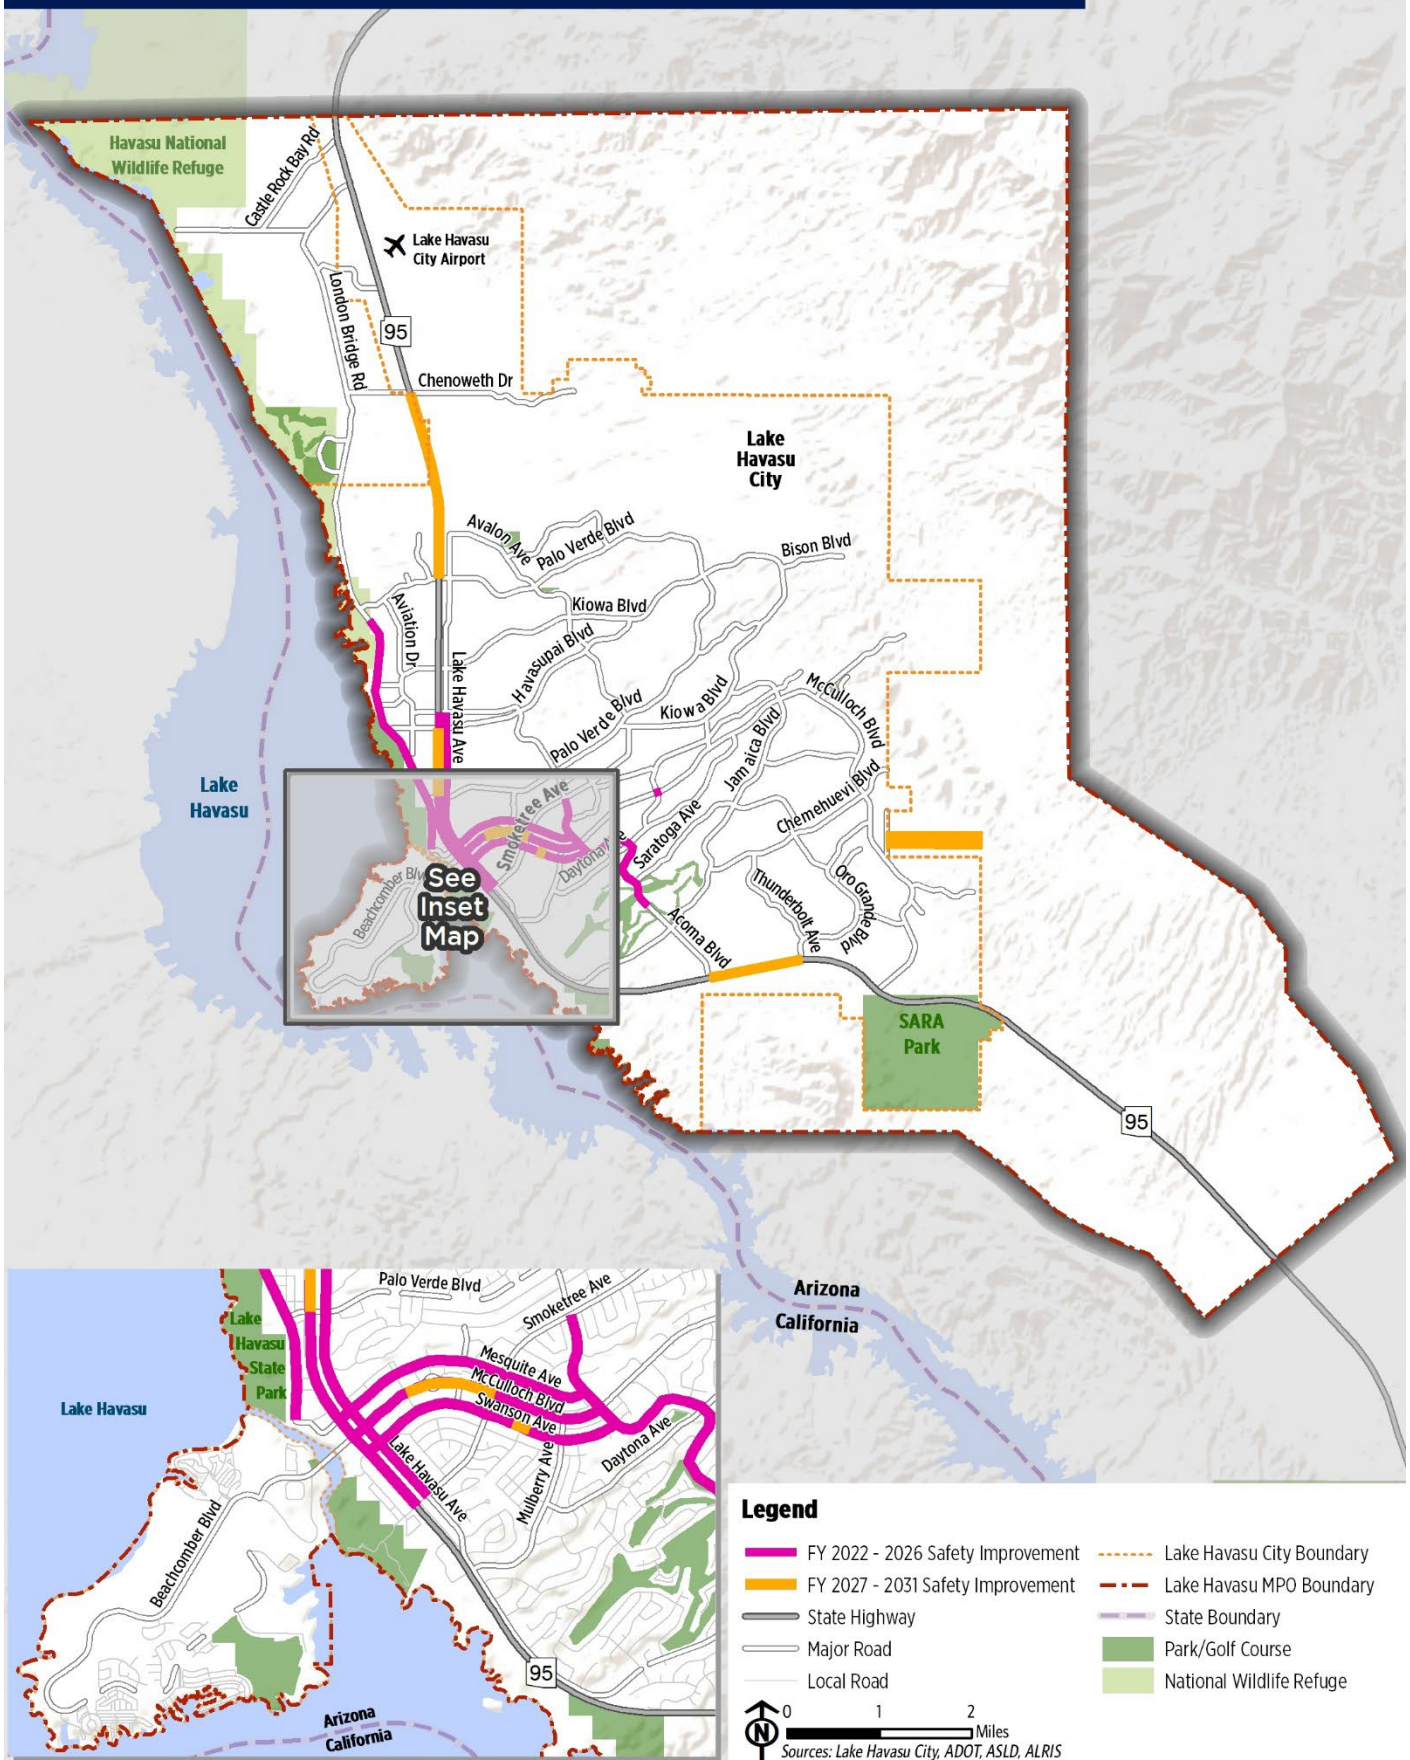 Havasu National
Wildlife Refuge
Castle Rock Bay Rd
Lake Havasu
City Airport
London Bridge Rd
95
Chenoweth Dr
Lake
Havasu
City
Avalon Ave
Palo Verde Blvd
Bison Blvd
Aviation Dr
Kiowa Blvd
Havasupai Blvd
Lake Havasu Ave
Palo Verde Blvd
Kiowa Blvd
McCulloch Blvd
Jamaica Blvd
Lake
Havasu
Smoketree Ave
Chemehuevi Blvd
Saratoga Ave
Daytona Ave
Beachcomber Blvd
See
Inset
Map
Thunderbolt Ave
Oro Grande Blvd
Acoma Blvd
SARA
Park
95
Arizona
California
Palo Verde Blvd
Smoketree Ave
Lake
Havasu
State
Park
Mesquite Ave
McCulloch Blvd
Swanson Ave
Lake Havasu
Lake Havasu Ave
Mulberry Ave
Daytona Ave
Beachcomber Blvd
95
Arizona
California
Legend
FY 2022 - 2026 Safety Improvement
FY 2027 - 2031 Safety Improvement
State Highway
Major Road
Local Road
Lake Havasu City Boundary
Lake Havasu MPO Boundary
State Boundary
Park/Golf Course
National Wildlife Refuge
N
0 1 2
Miles
Sources: Lake Havasu City, ADOT, ASLD, ALRIS